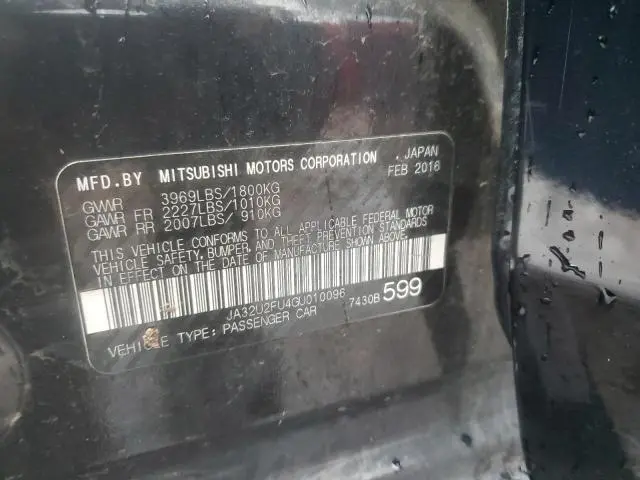 MFD.BY MITSUBISHI MOTORS CORPORATION , JAPAN
FEB 2016
GVWR 3969LBS/1800KG
GAWR FR 2227LBS/1010KG
GAWR RR 2007LBS/ 910KG
THIS VEHICLE CONFORMS TO ALL APPLICABLE FEDERAL MOTOR
VEHICLE SAFETY, BUMPER, AND THEFT PREVENTION STANDARDS
IN EFFECT ON THE DATE OF MANUFACTURE SHOWN ABOVE.
JA32U2FU4GU010096
7430B 599
VEHICLE TYPE: PASSENGER CAR